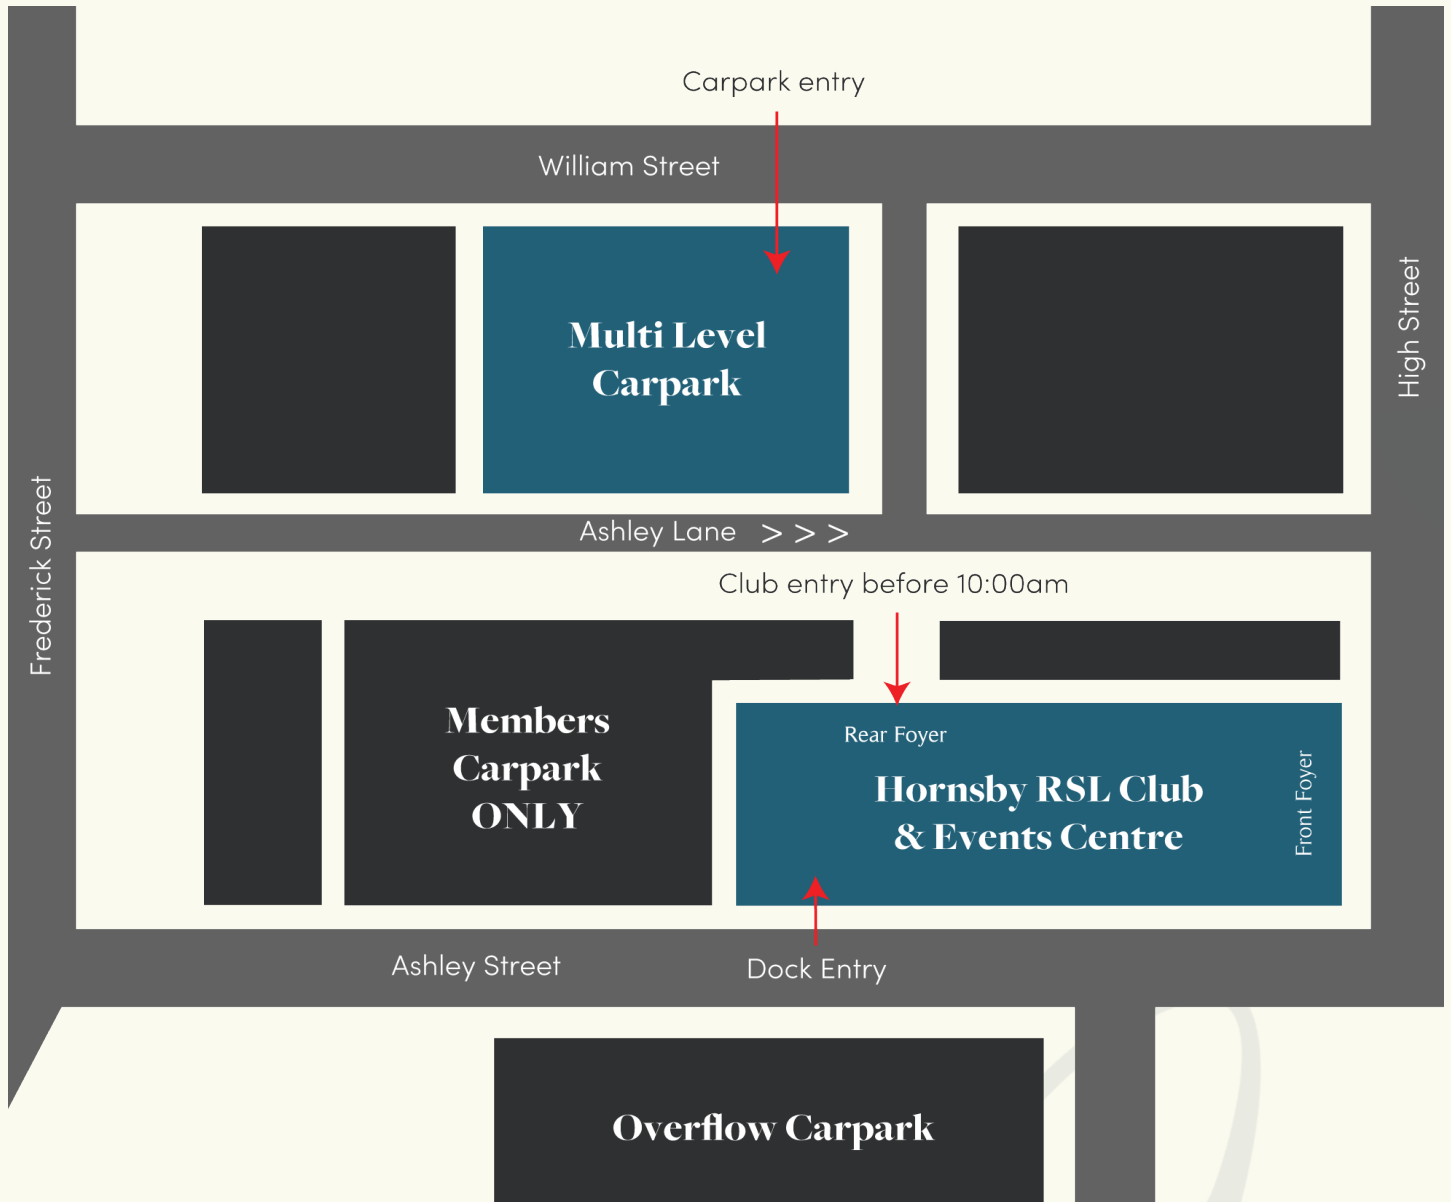 Carpark entry
William Street
High Street
Multi Level
Carpark
Frederick Street
Ashley Lane > > >
Club entry before 10:00am
Members
Carpark
ONLY
Rear Foyer
Hornsby RSL Club
& Events Centre
Front Foyer
Ashley Street
Dock Entry
Overflow Carpark